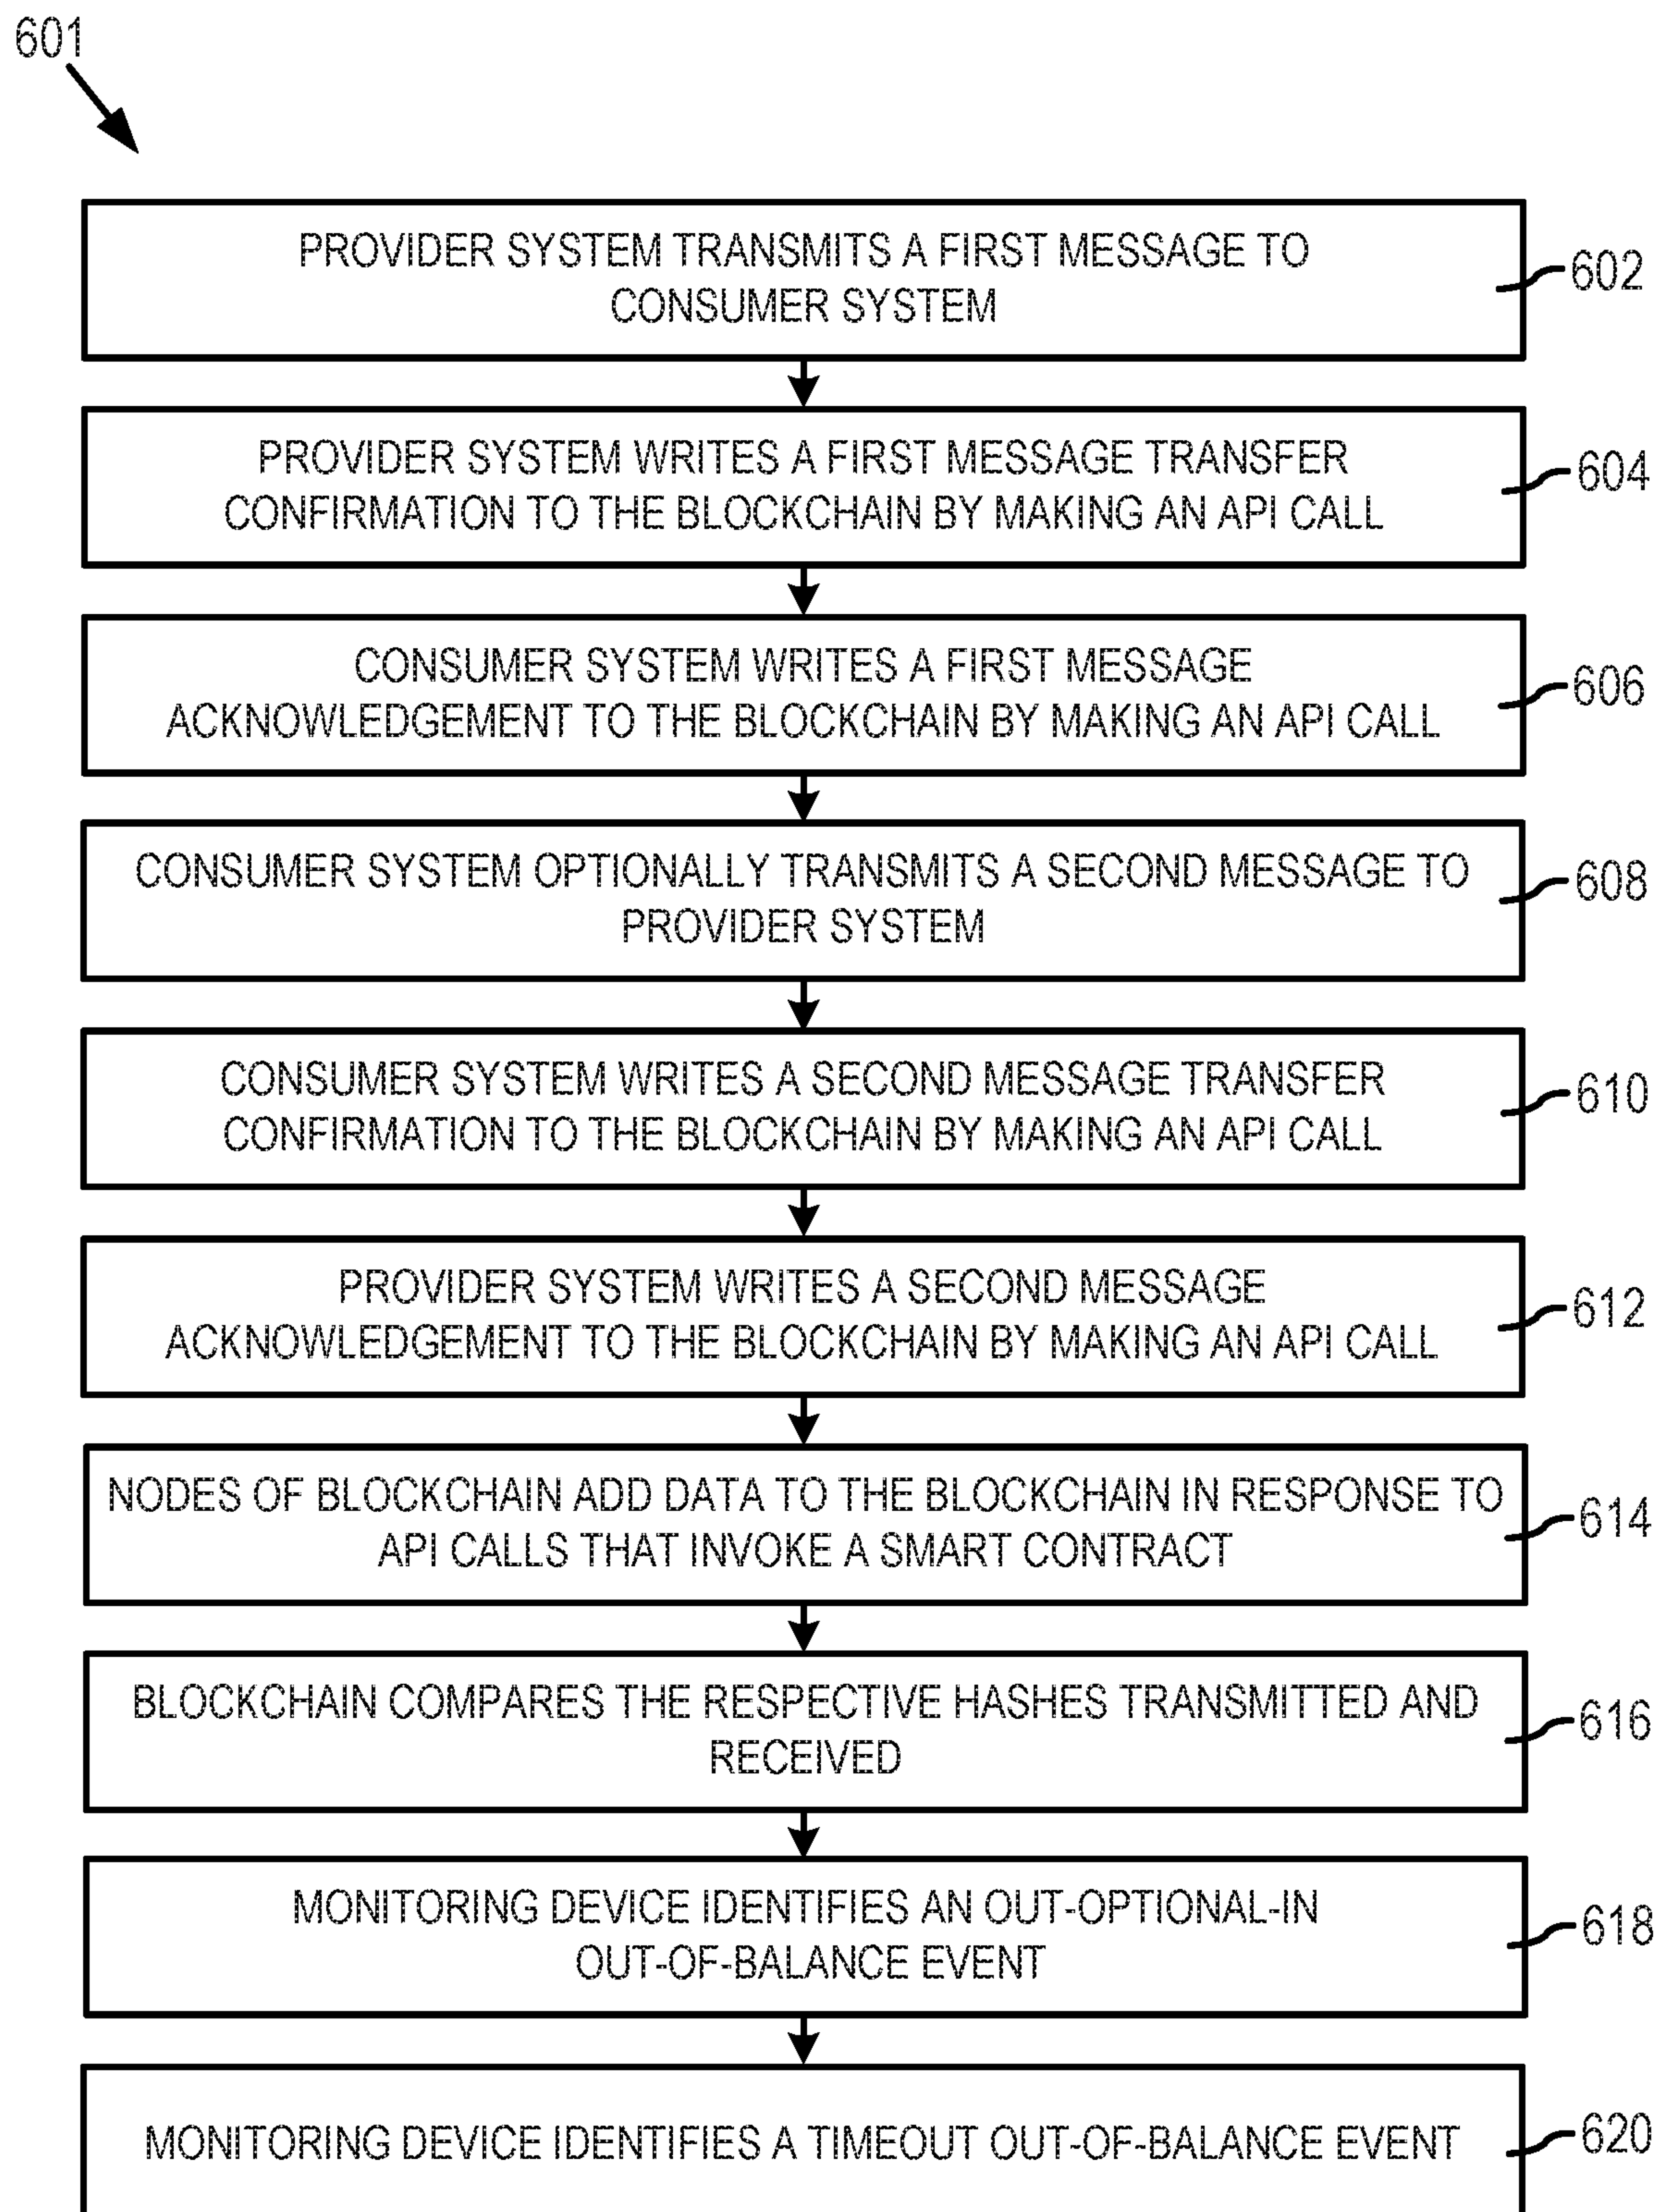 601
PROVIDER SYSTEM TRANSMITS A FIRST MESSAGE TO
CONSUMER SYSTEM
602
PROVIDER SYSTEM WRITES A FIRST MESSAGE TRANSFER
CONFIRMATION TO THE BLOCKCHAIN BY MAKING AN API CALL
604
CONSUMER SYSTEM WRITES A FIRST MESSAGE
ACKNOWLEDGEMENT TO THE BLOCKCHAIN BY MAKING AN API CALL
606
CONSUMER SYSTEM OPTIONALLY TRANSMITS A SECOND MESSAGE TO
PROVIDER SYSTEM
608
CONSUMER SYSTEM WRITES A SECOND MESSAGE TRANSFER
CONFIRMATION TO THE BLOCKCHAIN BY MAKING AN API CALL
610
PROVIDER SYSTEM WRITES A SECOND MESSAGE
ACKNOWLEDGEMENT TO THE BLOCKCHAIN BY MAKING AN API CALL
612
NODES OF BLOCKCHAIN ADD DATA TO THE BLOCKCHAIN IN RESPONSE TO
API CALLS THAT INVOKE A SMART CONTRACT
614
BLOCKCHAIN COMPARES THE RESPECTIVE HASHES TRANSMITTED AND
RECEIVED
616
MONITORING DEVICE IDENTIFIES AN OUT-OPTIONAL-IN
OUT-OF-BALANCE EVENT
618
MONITORING DEVICE IDENTIFIES A TIMEOUT OUT-OF-BALANCE EVENT
620